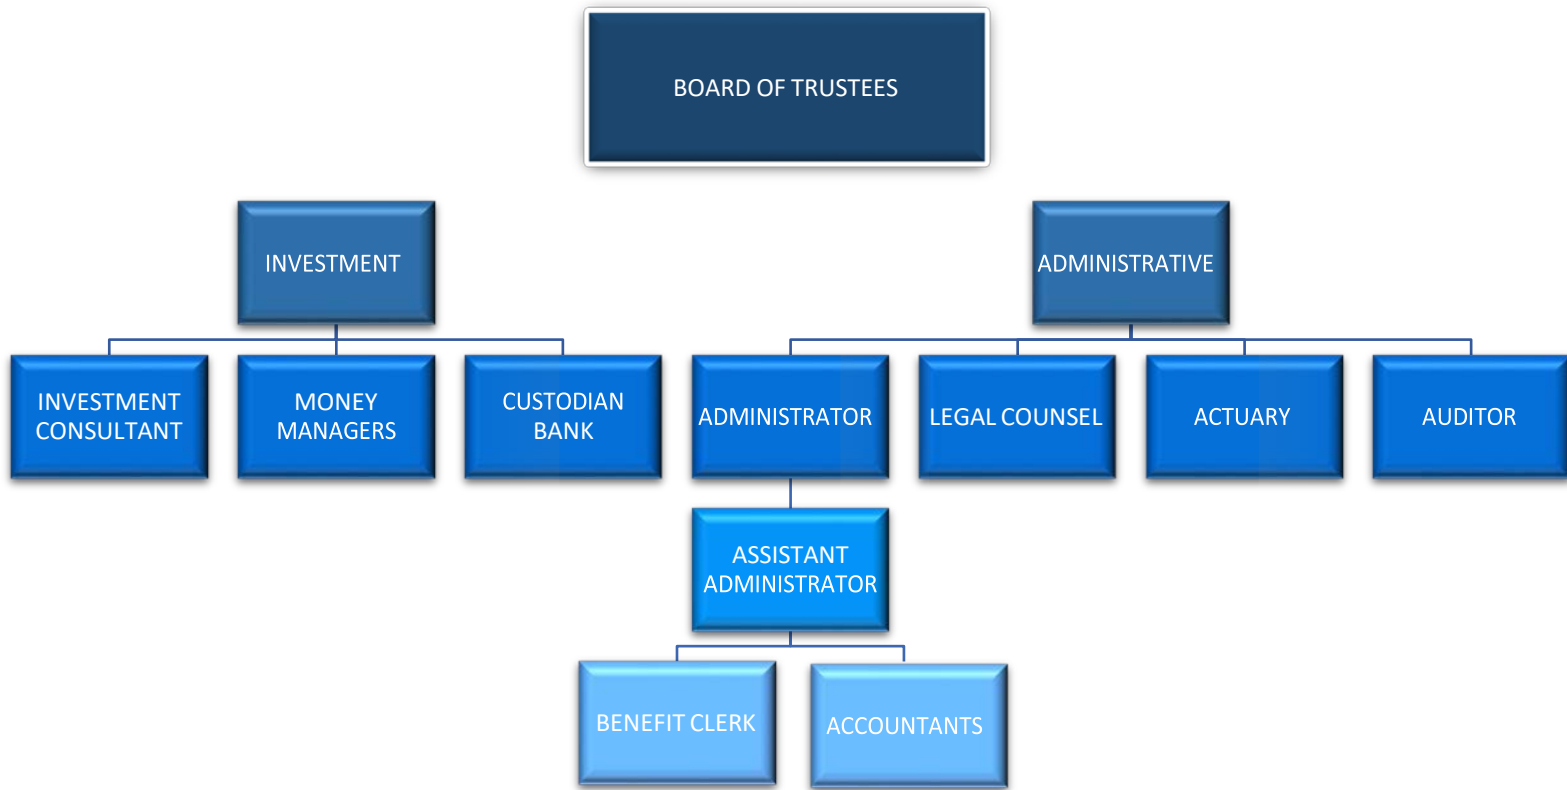 BOARD OF TRUSTEES
INVESTMENT
ADMINISTRATIVE
INVESTMENT
CONSULTANT
MONEY
MANAGERS
CUSTODIAN
BANK
ADMINISTRATOR
LEGAL COUNSEL
ACTUARY
AUDITOR
ASSISTANT
ADMINISTRATOR
BENEFIT CLERK
ACCOUNTANTS